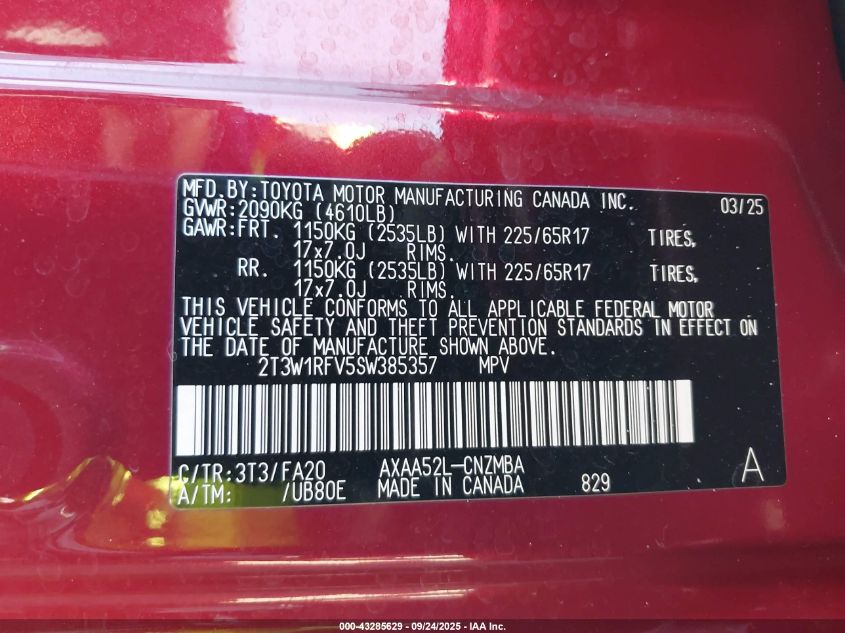 MFD.BY:TOYOTA MOTOR MANUFACTURING CANADA INC. 03/25
GVWR:2090KG (4610LB)
GAWR:FRT. 1150KG (2535LB) WITH 225/65R17 TIRES,
17x7.0J RIMS.
RR. 1150KG (2535LB) WITH 225/65R17 TIRES,
17x7.0J RIMS.
THIS VEHICLE CONFORMS TO ALL APPLICABLE FEDERAL MOTOR
VEHICLE SAFETY AND THEFT PREVENTION STANDARDS IN EFFECT ON
THE DATE OF MANUFACTURE SHOWN ABOVE.
2T3W1RFV5SW385357 MPV
C/TR:3T3/FA20 AXAA52L-CNZMBA A
A/TM: /UB80E MADE IN CANADA 829
000-43285629 - 09/24/2025 - IAA Inc.